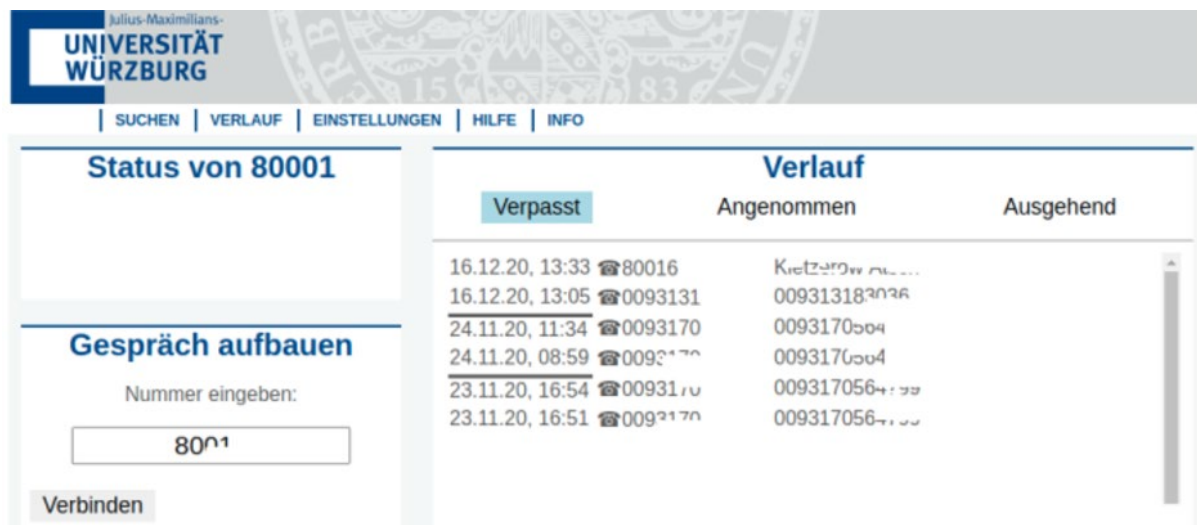 Julius-Maximilians-
UNIVERSITÄT
WÜRZBURG
15 83
SUCHEN VERLAUF EINSTELLUNGEN HILFE INFO
Status von 80001
Gespräch aufbauen
Nummer eingeben:
Verbinden
Verlauf
Verpasst Angenommen Ausgehend
16.12.20, 13:33 ☎80016
16.12.20, 13:05 ☎0093131
24.11.20, 11:34 ☎0093170
24.11.20, 08:59
23.11.20, 16:54
23.11.20, 16:51